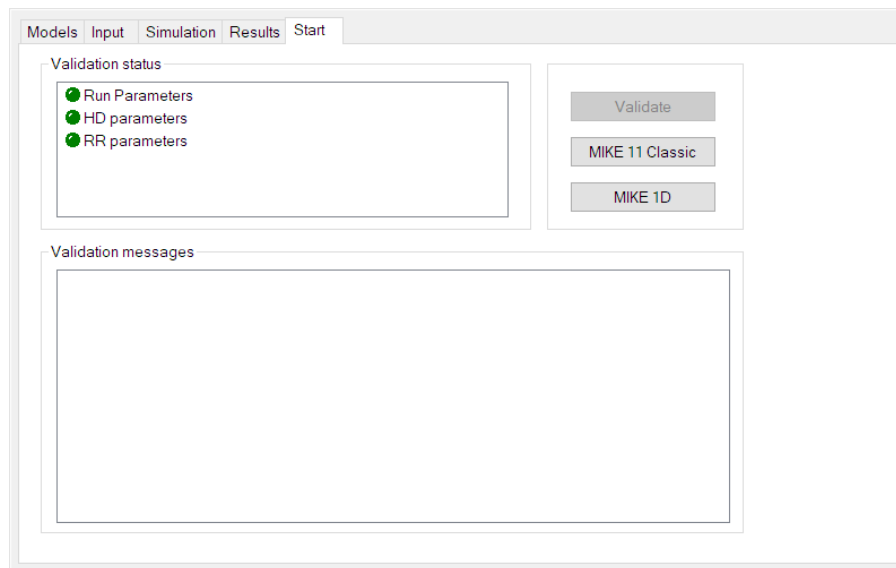 Models Input Simulation Results Start
Validation status
Run Parameters
HD parameters
RR parameters
Validate
MIKE 11 Classic
MIKE 1D
Validation messages